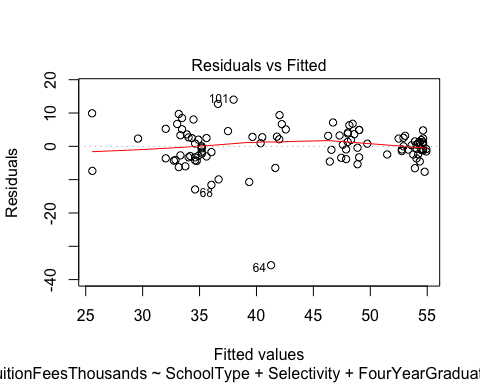 Residuals vs Fitted
Residuals
20
0
-20
-40
101
68
64
25 30 35 40 45 50 55
Fitted values
uitionFeesThousands ~ SchoolType + Selectivity + FourYearGraduat